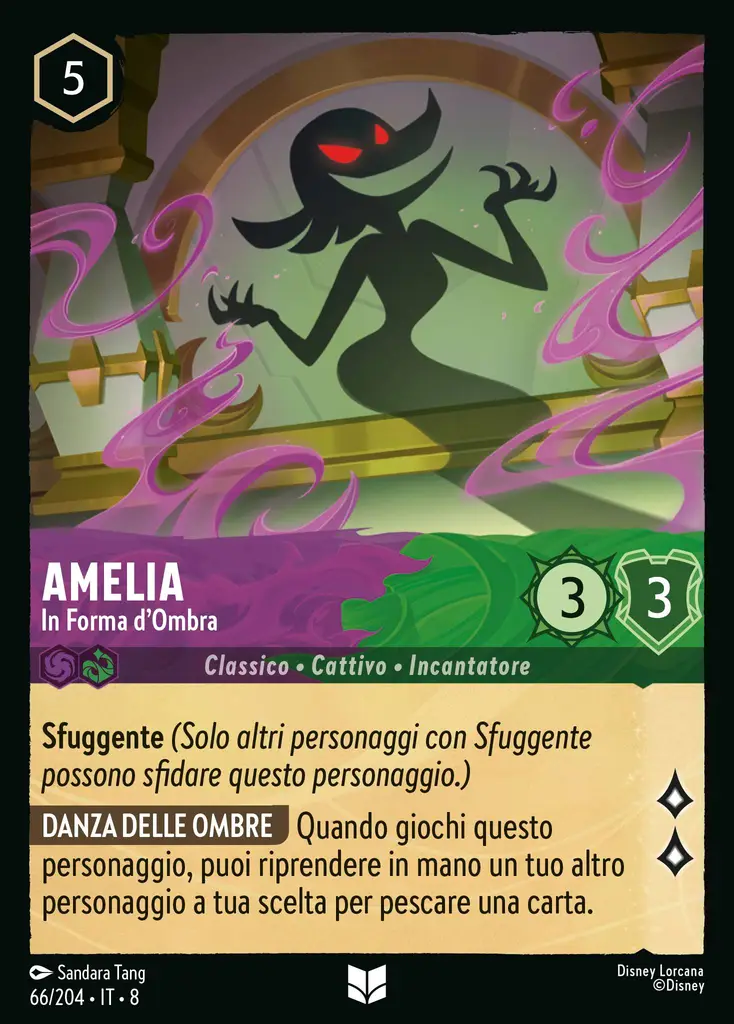 5
AMELIA
In Forma d'Ombra
3
3
Classico • Cattivo • Incantatore
Sfuggente (Solo altri personaggi con Sfuggente
possono sfidare questo personaggio.)
DANZA DELLE OMBRE Quando giochi questo
personaggio, puoi riprendere in mano un tuo altro
personaggio a tua scelta per pescare una carta.
Sandara Tang
66/204 • IT • 8
Disney Lorcana
©Disney